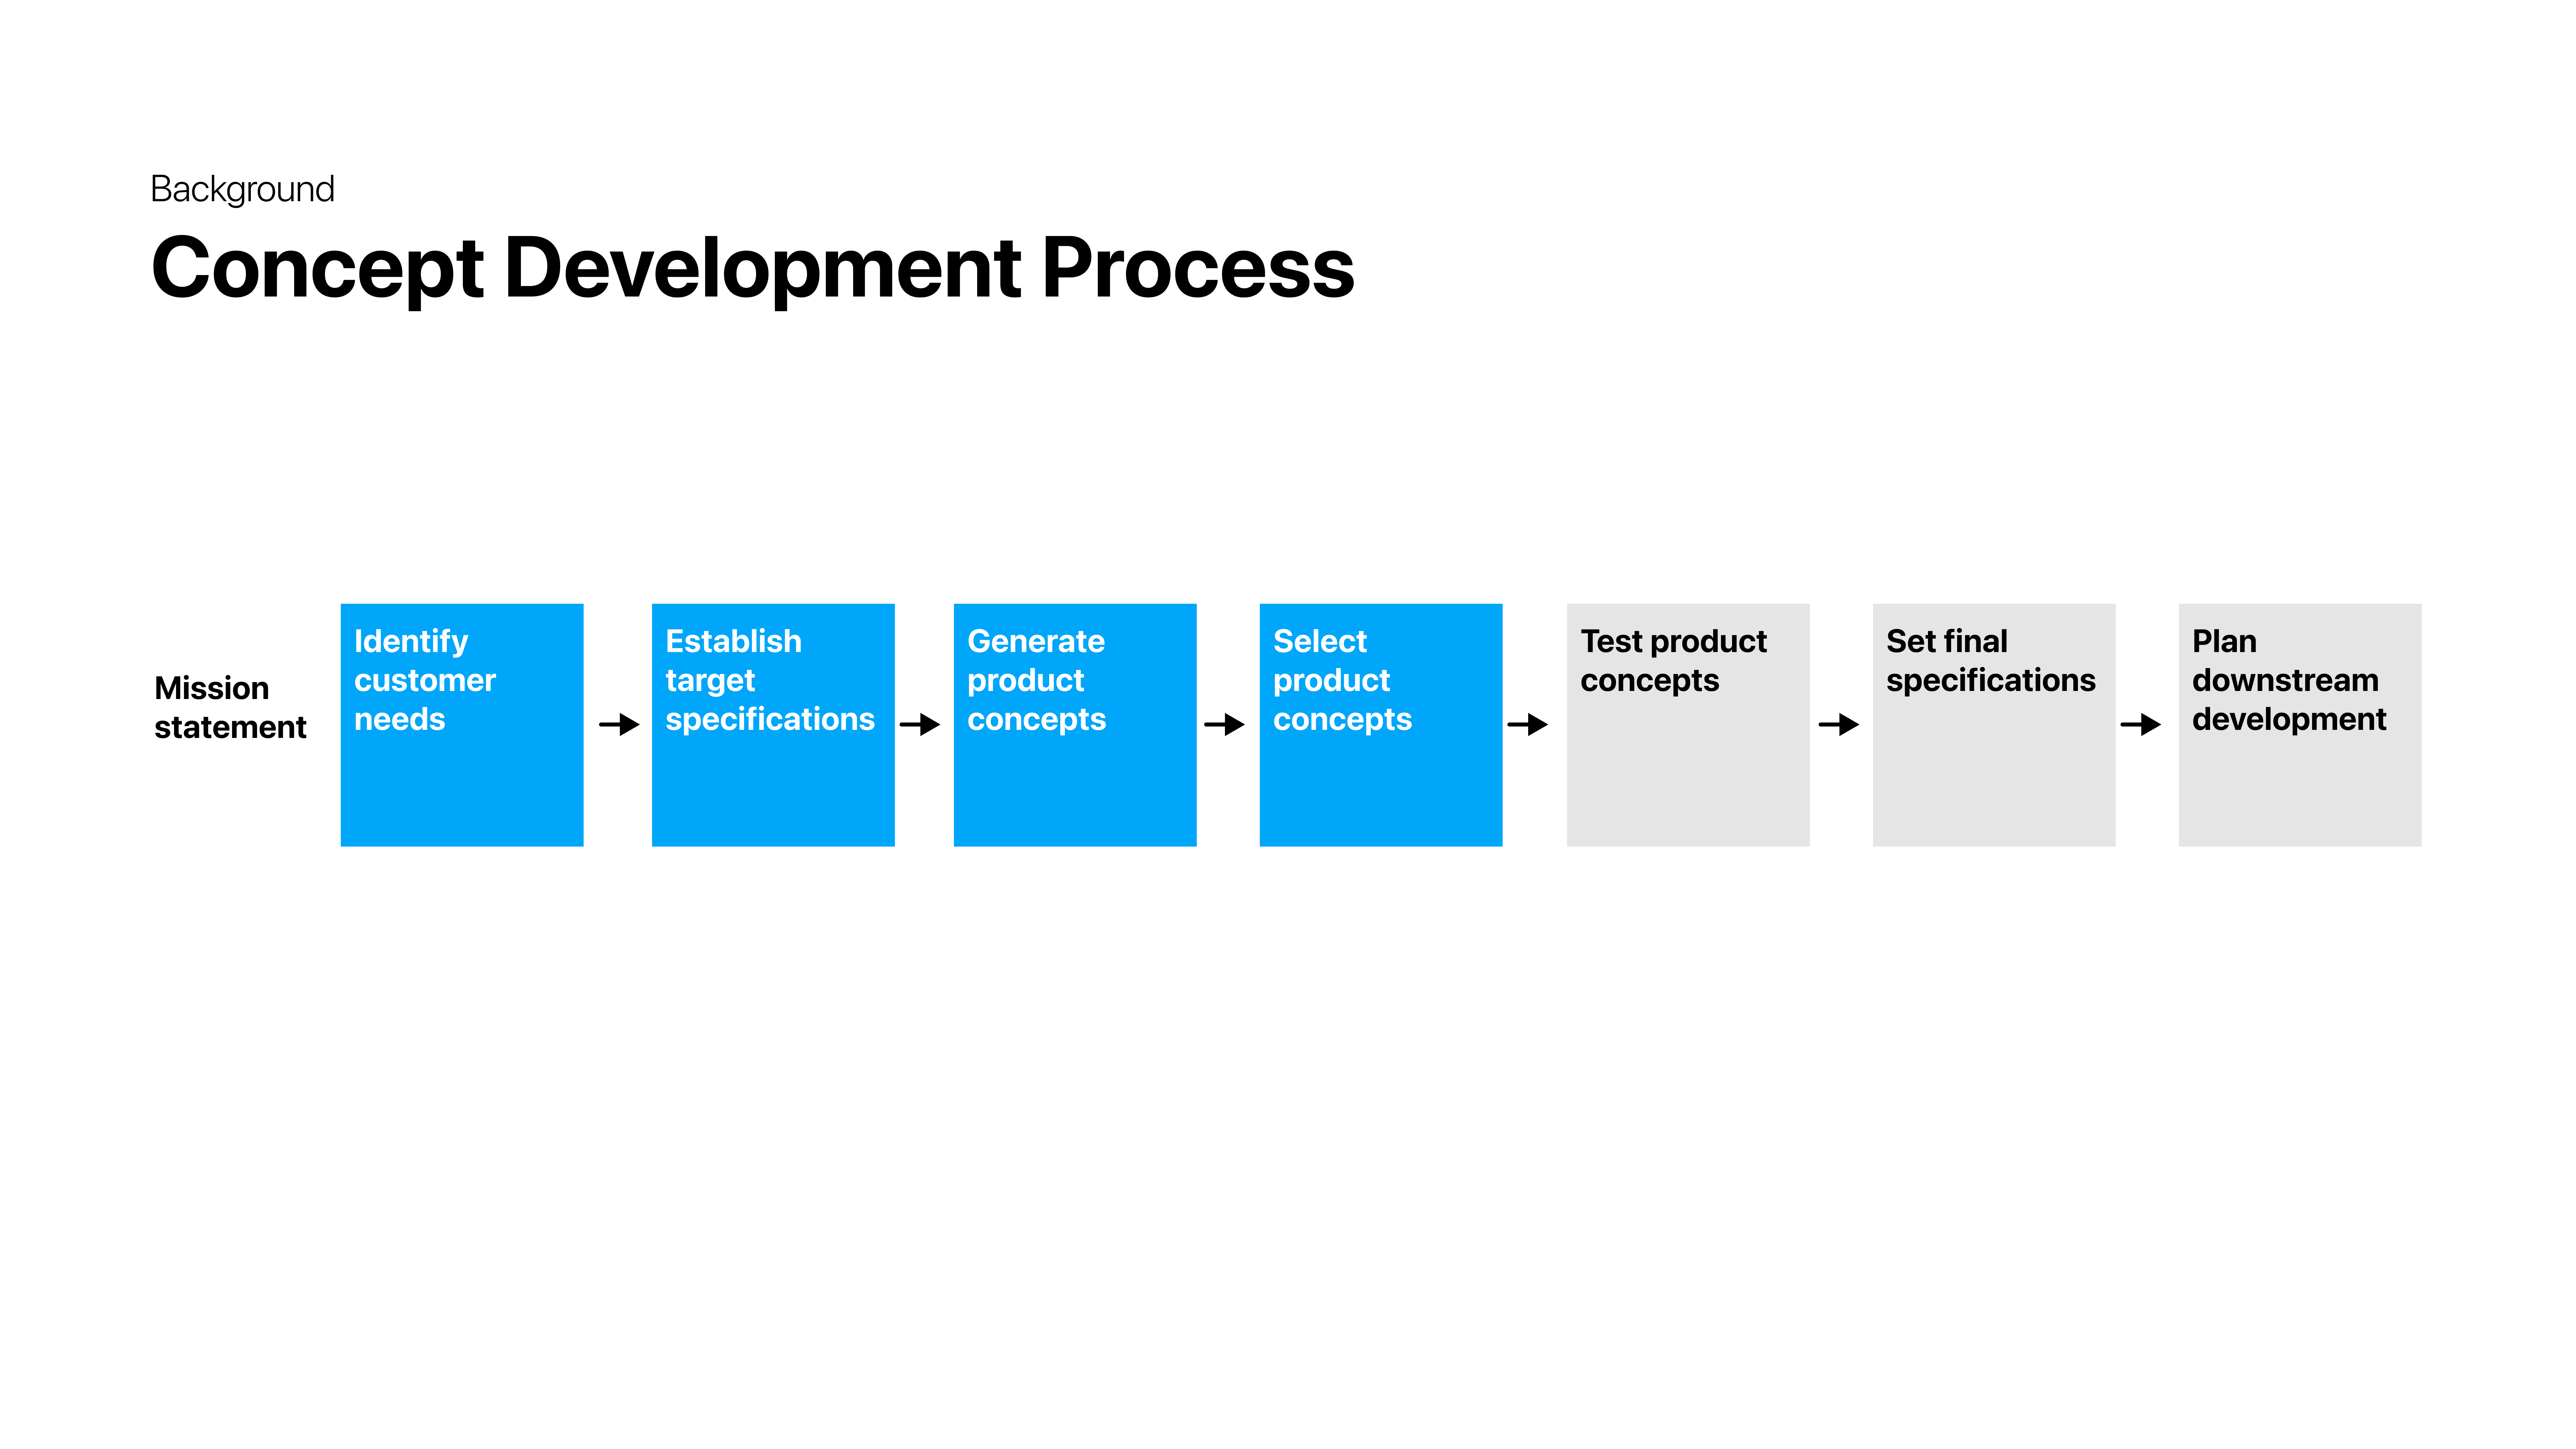 Background
Concept Development Process
Mission
statement
Identify
customer
needs
Establish
target
specifications
Generate
product
concepts
Select
product
concepts
Test product
concepts
Set final
specifications
Plan
downstream
development